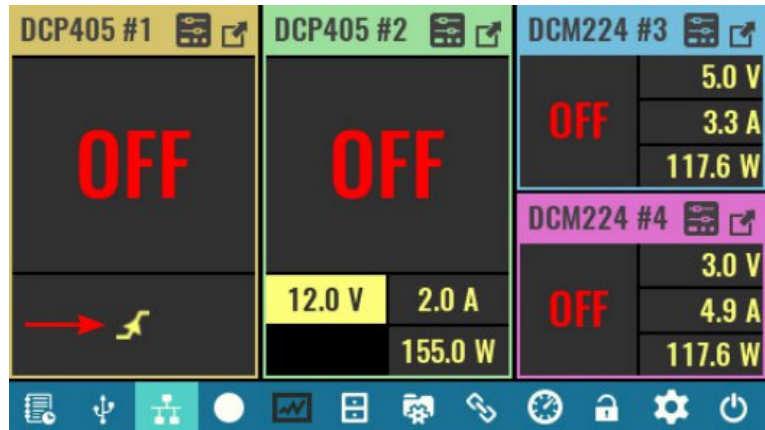 DCP405 #1
OFF
DCP405 #2
OFF
12.0 V
2.0 A
155.0 W
DCM224 #3
OFF
5.0 V
3.3 A
117.6 W
DCM224 #4
OFF
3.0 V
4.9 A
117.6 W